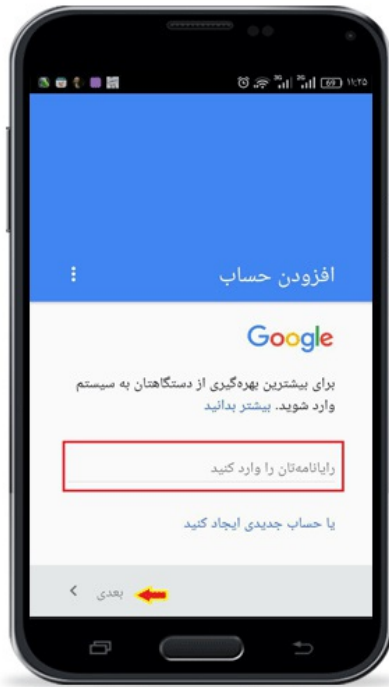 69 ۱۱:۲۵
افزودن حساب
Google
برای بیشترین بهره‌گیری از دستگاهتان به سیستم
وارد شوید. بیشتر بدانید
رایانامه‌تان را وارد کنید
یا حساب جدیدی ایجاد کنید
بعدی